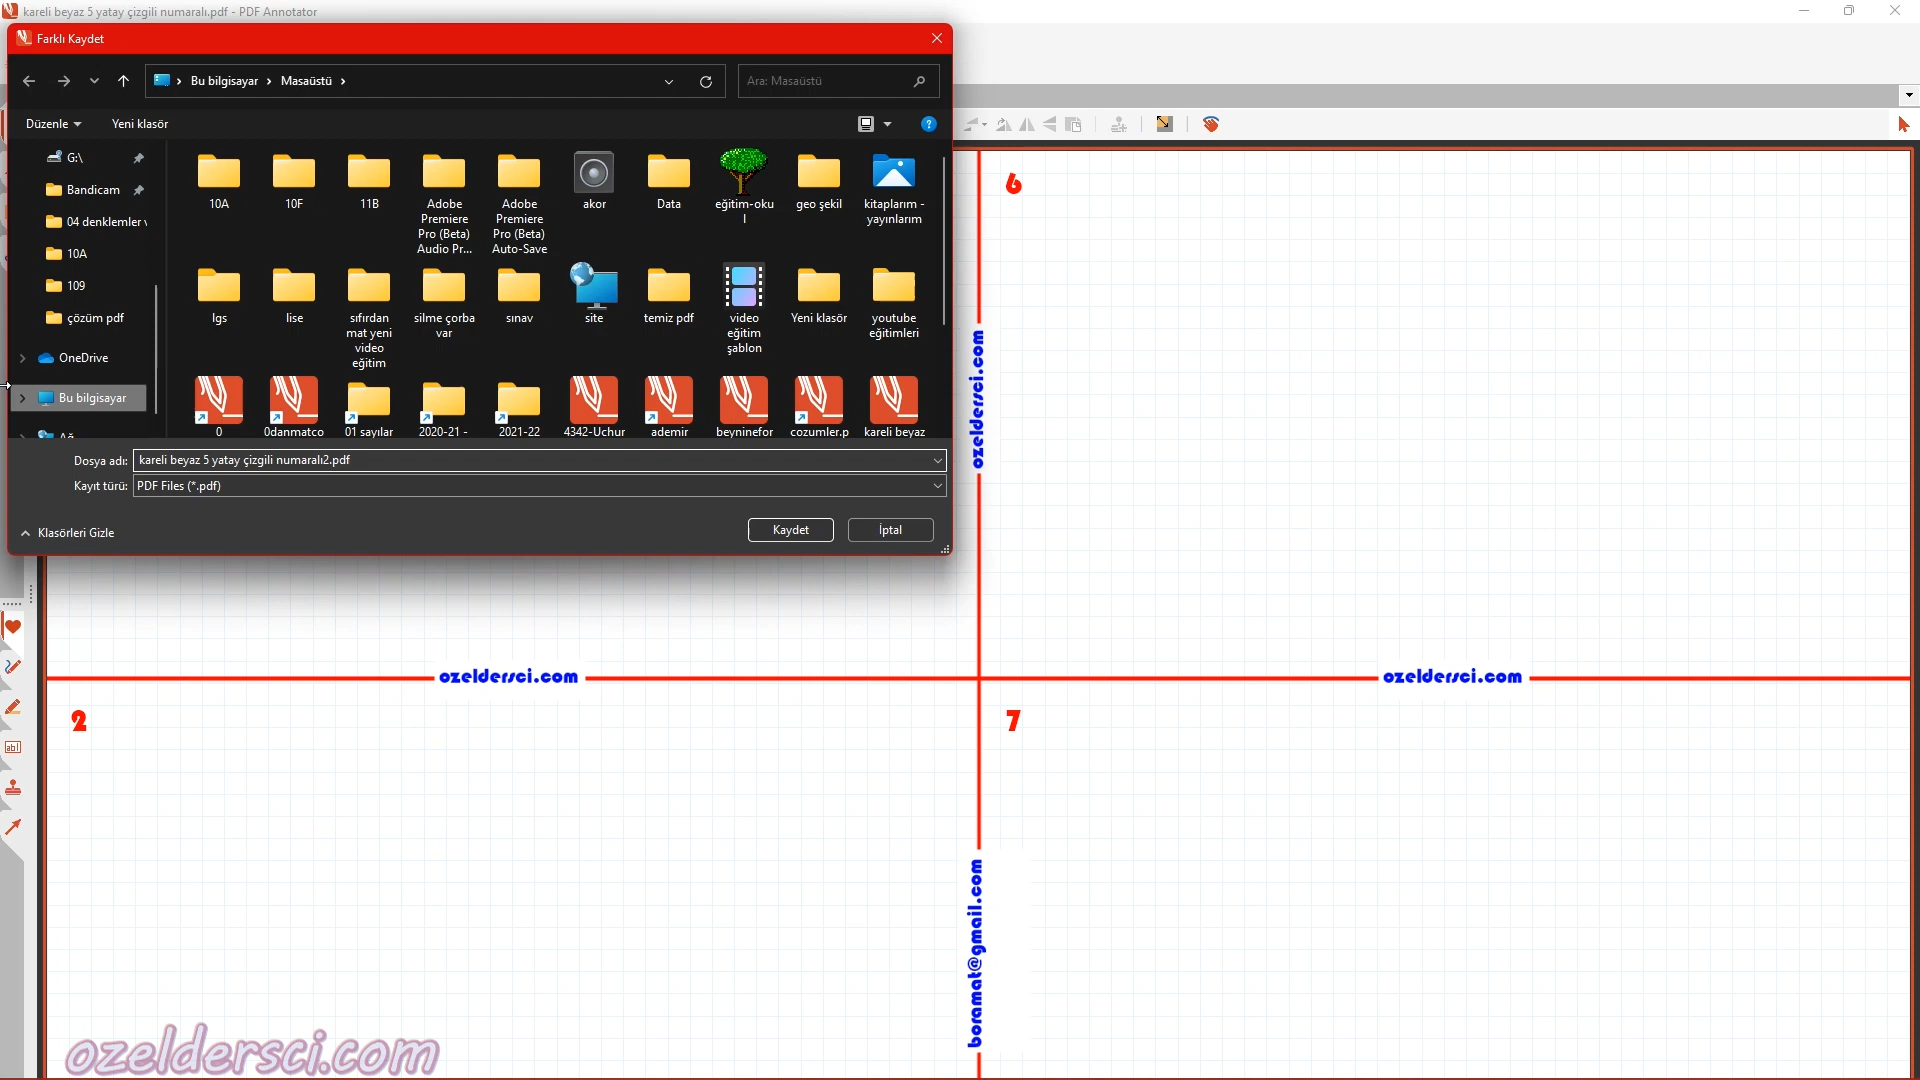 kareli beyaz 5 yatay çizgili numaralı.pdf - PDF Annotator
Farklı Kaydet
Bu bilgisayar
Masaüstü
Ara: Masaüstü
Düzenle
Yeni klasör
G:\
Bandicam
04 denklemler
10A
109
çözüm pdf
OneDrive
Bu bilgisayar
Ağ
10A
10F
11B
Adobe
Premiere
Pro (Beta)
Audio Pr...
Adobe
Premiere
Pro (Beta)
Auto-Save
akor
Data
eğitim-oku
l
geo şekil
kitaplarım -
yayınlarım
lgs
lise
sıfırdan
mat yeni
video
eğitim
silme çorba
var
sınav
site
temiz pdf
video
eğitim
şablon
Yeni klasör
youtube
eğitimleri
0
0danmatco
01 sayılar
2020-21 -
2021-22
4342-Uchur
ademir
beyninefor
cozumler.p
kareli beyaz
Dosya adı: kareli beyaz 5 yatay çizgili numaralı2.pdf
Kayıt türü: PDF Files (*.pdf)
Klasörleri Gizle
Kaydet
İptal
6
ozeldersci.com
ozeldersci.com
ozeldersci.com
2
7
boramat@gmail.com
ozeldersci.com